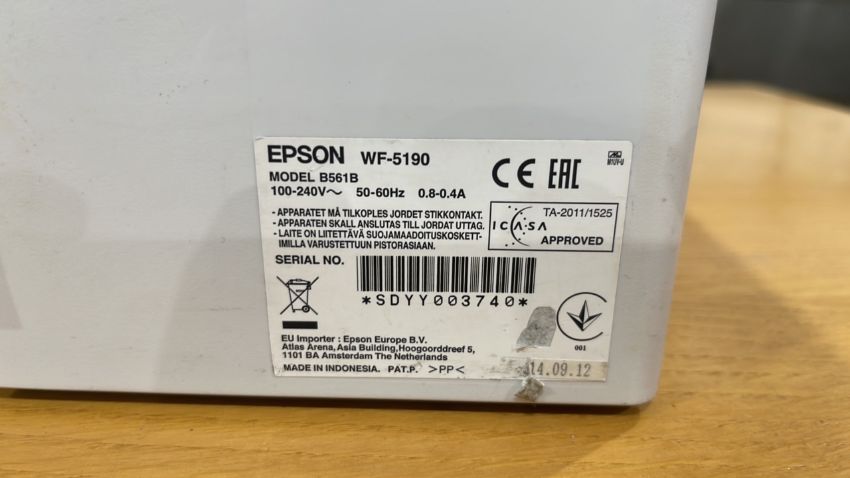 EPSON WF-5190
MODEL B561B
100-240V～ 50-60Hz 0.8-0.4A
CE EAC
- APPARATET MÅ TILKOPLES JORDET STIKKONTAKT.
- APPARATEN SKALL ANSLUTAS TILL JORDAT UTTAG.
- LAITE ON LIITETTÄVÄ SUOJAMAADOITUSKOSKETT-
IMILLA VARUSTETTUUN PISTORASIAAN.
TA-2011/1525
ICASA
APPROVED
SERIAL NO.
*SDYY003740*
001
EU Importer : Epson Europe B.V.
Atlas Arena,Asia Building,Hoogoorddreef 5,
1101 BA Amsterdam The Netherlands
MADE IN INDONESIA. PAT.P. >PP<
14.09.12